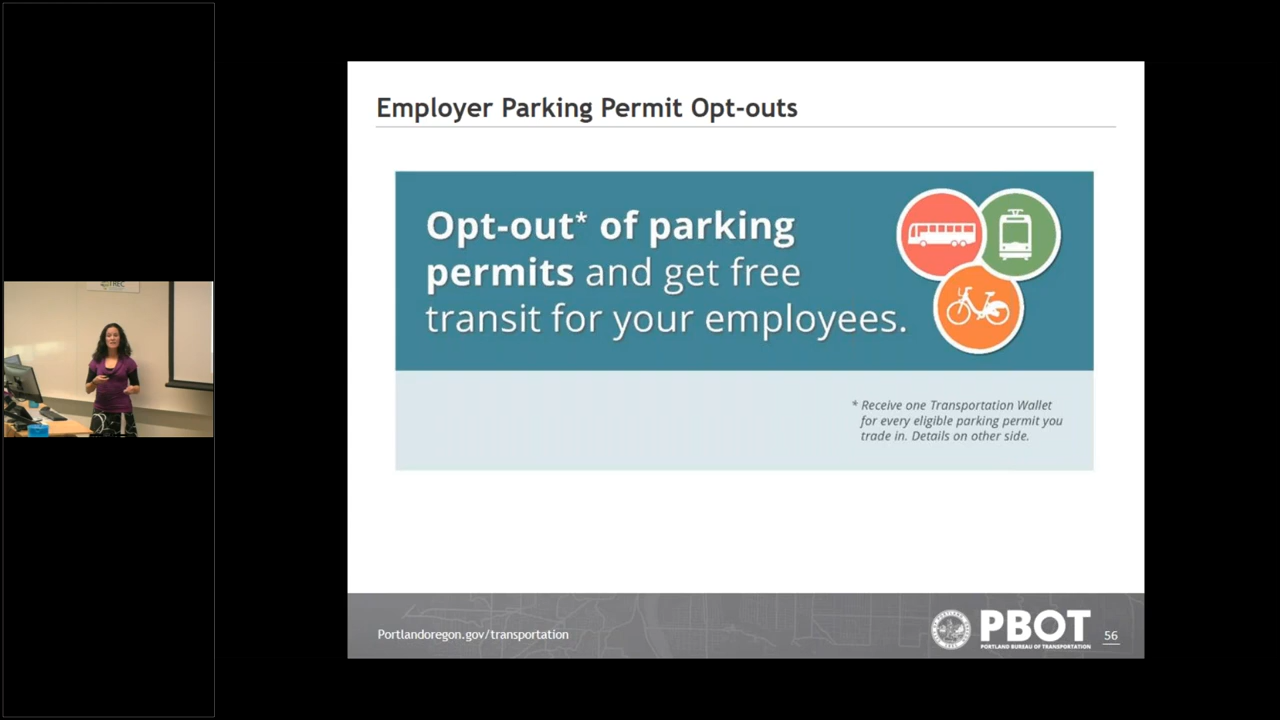 TREC
Employer Parking Permit Opt-outs
Opt-out* of parking
permits and get free
transit for your employees.
* Receive one Transportation Wallet
for every eligible parking permit you
trade in. Details on other side.
Portlandoregon.gov/transportation
PBOT
PORTLAND BUREAU OF TRANSPORTATION
56